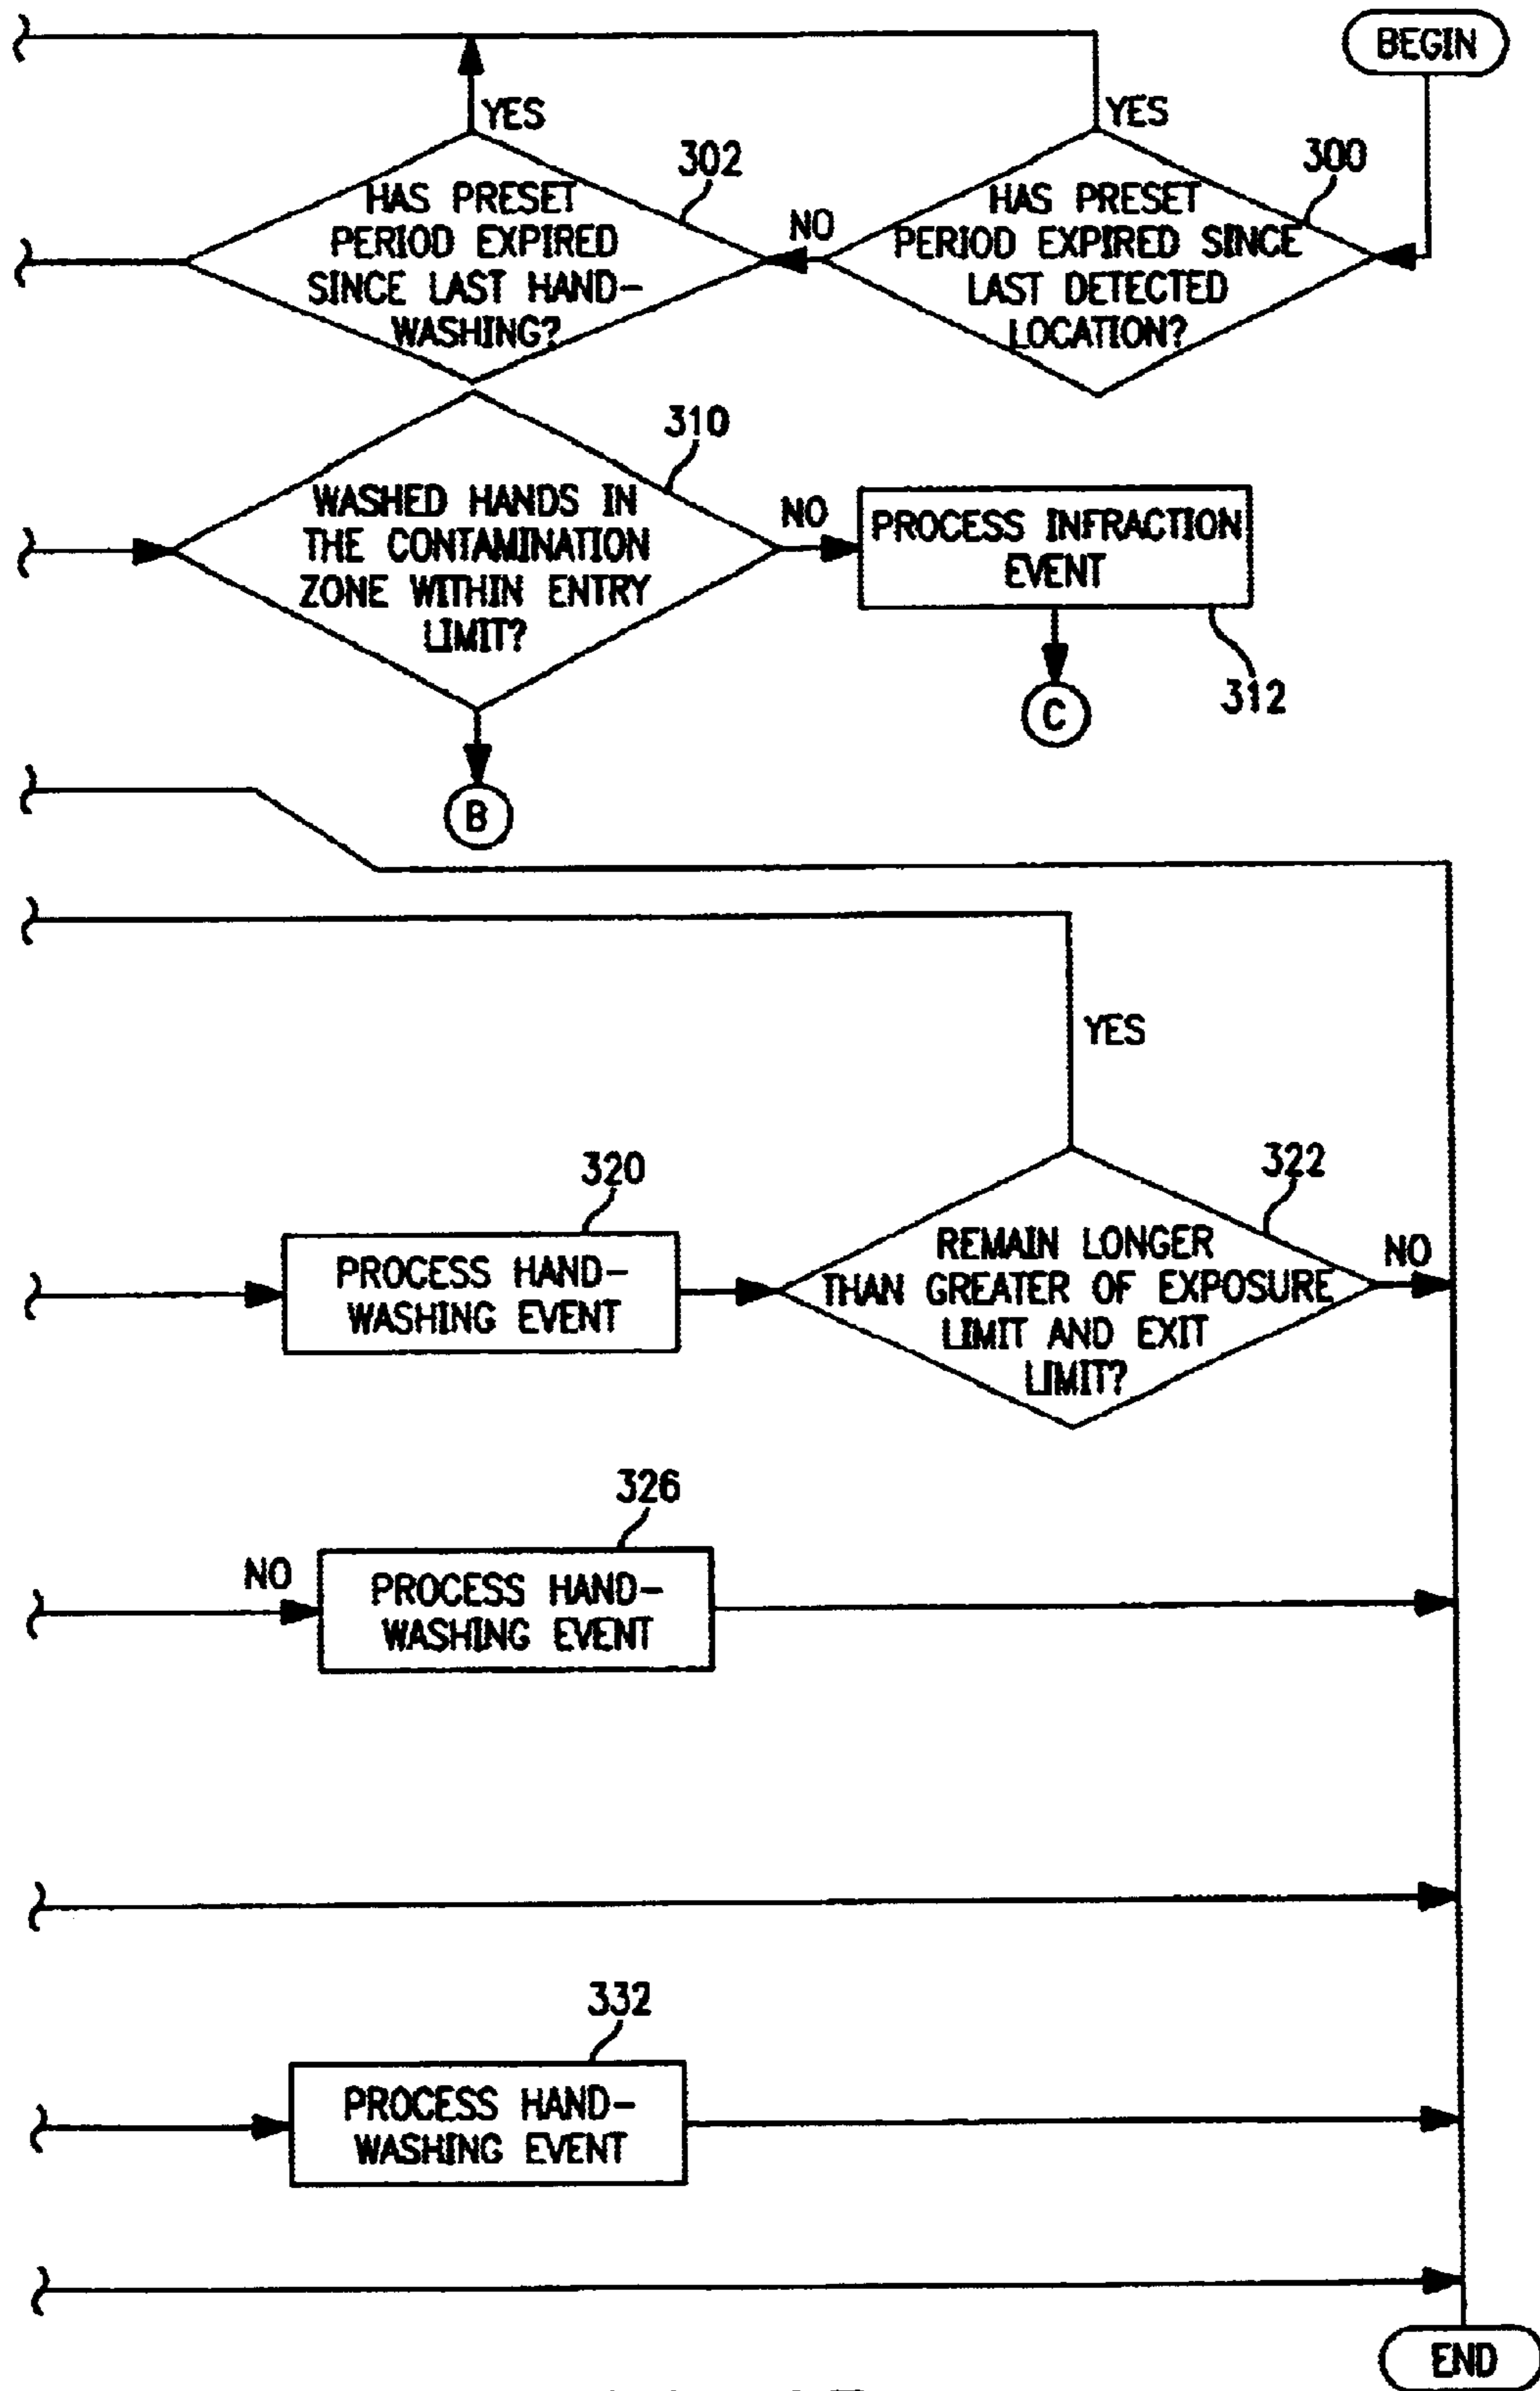 BEGIN
YES
YES
302
300
HAS PRESET
PERIOD EXPIRED
SINCE LAST HAND-
WASHING?
NO
HAS PRESET
PERIOD EXPIRED SINCE
LAST DETECTED
LOCATION?
310
WASHED HANDS IN
THE CONTAMINATION
ZONE WITHIN ENTRY
LIMIT?
NO
PROCESS INFRACTION
EVENT
312
C
B
YES
320
322
PROCESS HAND-
WASHING EVENT
REMAIN LONGER
THAN GREATER OF EXPOSURE
LIMIT AND EXIT
LIMIT?
NO
326
NO
PROCESS HAND-
WASHING EVENT
332
PROCESS HAND-
WASHING EVENT
END